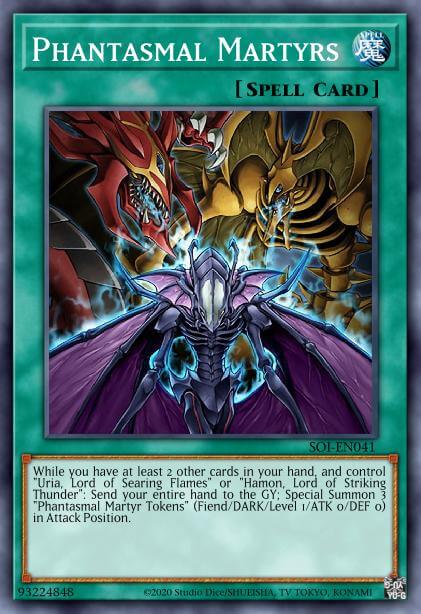 Phantasmal Martyrs
SPELL
魔
[Spell Card]
SOI-EN041
While you have at least 2 other cards in your hand, and control
"Uria, Lord of Searing Flames" or "Hamon, Lord of Striking
Thunder": Send your entire hand to the GY; Special Summon 3
"Phantasmal Martyr Tokens" (Fiend/DARK/Level 1/ATK 0/DEF 0)
in Attack Position.
93224848
©2020 Studio Dice/SHUEISHA, TV TOKYO, KONAMI